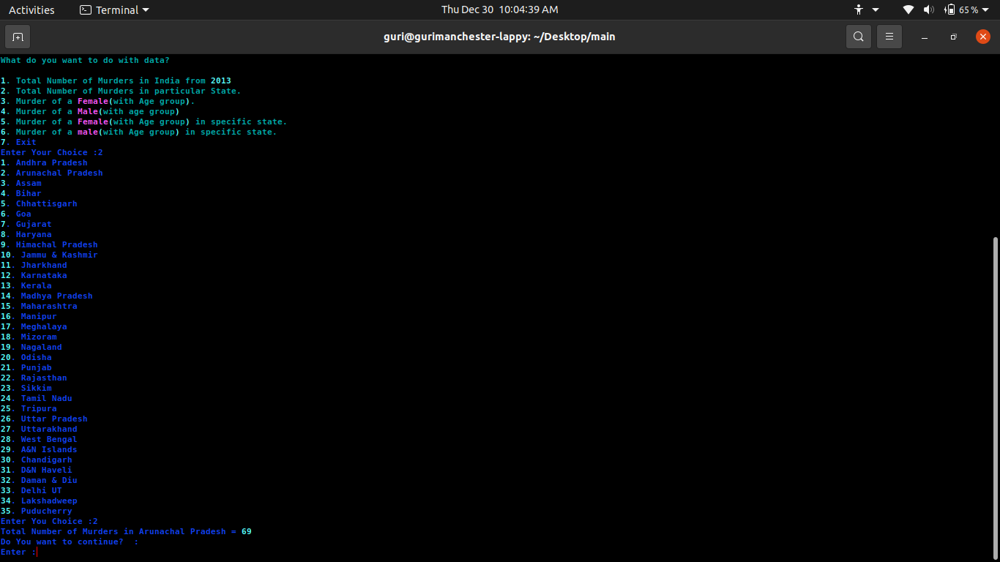 Activities Terminal Thu Dec 30 10:04:39 AM 65%
guri@gurimanchester-lappy: ~/Desktop/main
What do you want to do with data?
1. Total Number of Murders in India from 2013
2. Total Number of Murders in particular State.
3. Murder of a Female(with Age group).
4. Murder of a Male(with age group)
5. Murder of a Female(with Age group) in specific state.
6. Murder of a male(with Age group) in specific state.
7. Exit
Enter Your Choice :2
1. Andhra Pradesh
2. Arunachal Pradesh
3. Assam
4. Bihar
5. Chhattisgarh
6. Goa
7. Gujarat
8. Haryana
9. Himachal Pradesh
10. Jammu & Kashmir
11. Jharkhand
12. Karnataka
13. Kerala
14. Madhya Pradesh
15. Maharashtra
16. Manipur
17. Meghalaya
18. Mizoram
19. Nagaland
20. Odisha
21. Punjab
22. Rajasthan
23. Sikkim
24. Tamil Nadu
25. Tripura
26. Uttar Pradesh
27. Uttarakhand
28. West Bengal
29. A&N Islands
30. Chandigarh
31. D&N Haveli
32. Daman & Diu
33. Delhi UT
34. Lakshadweep
35. Puducherry
Enter You Choice :2
Total Number of Murders in Arunachal Pradesh = 69
Do You want to continue?  :
Enter :